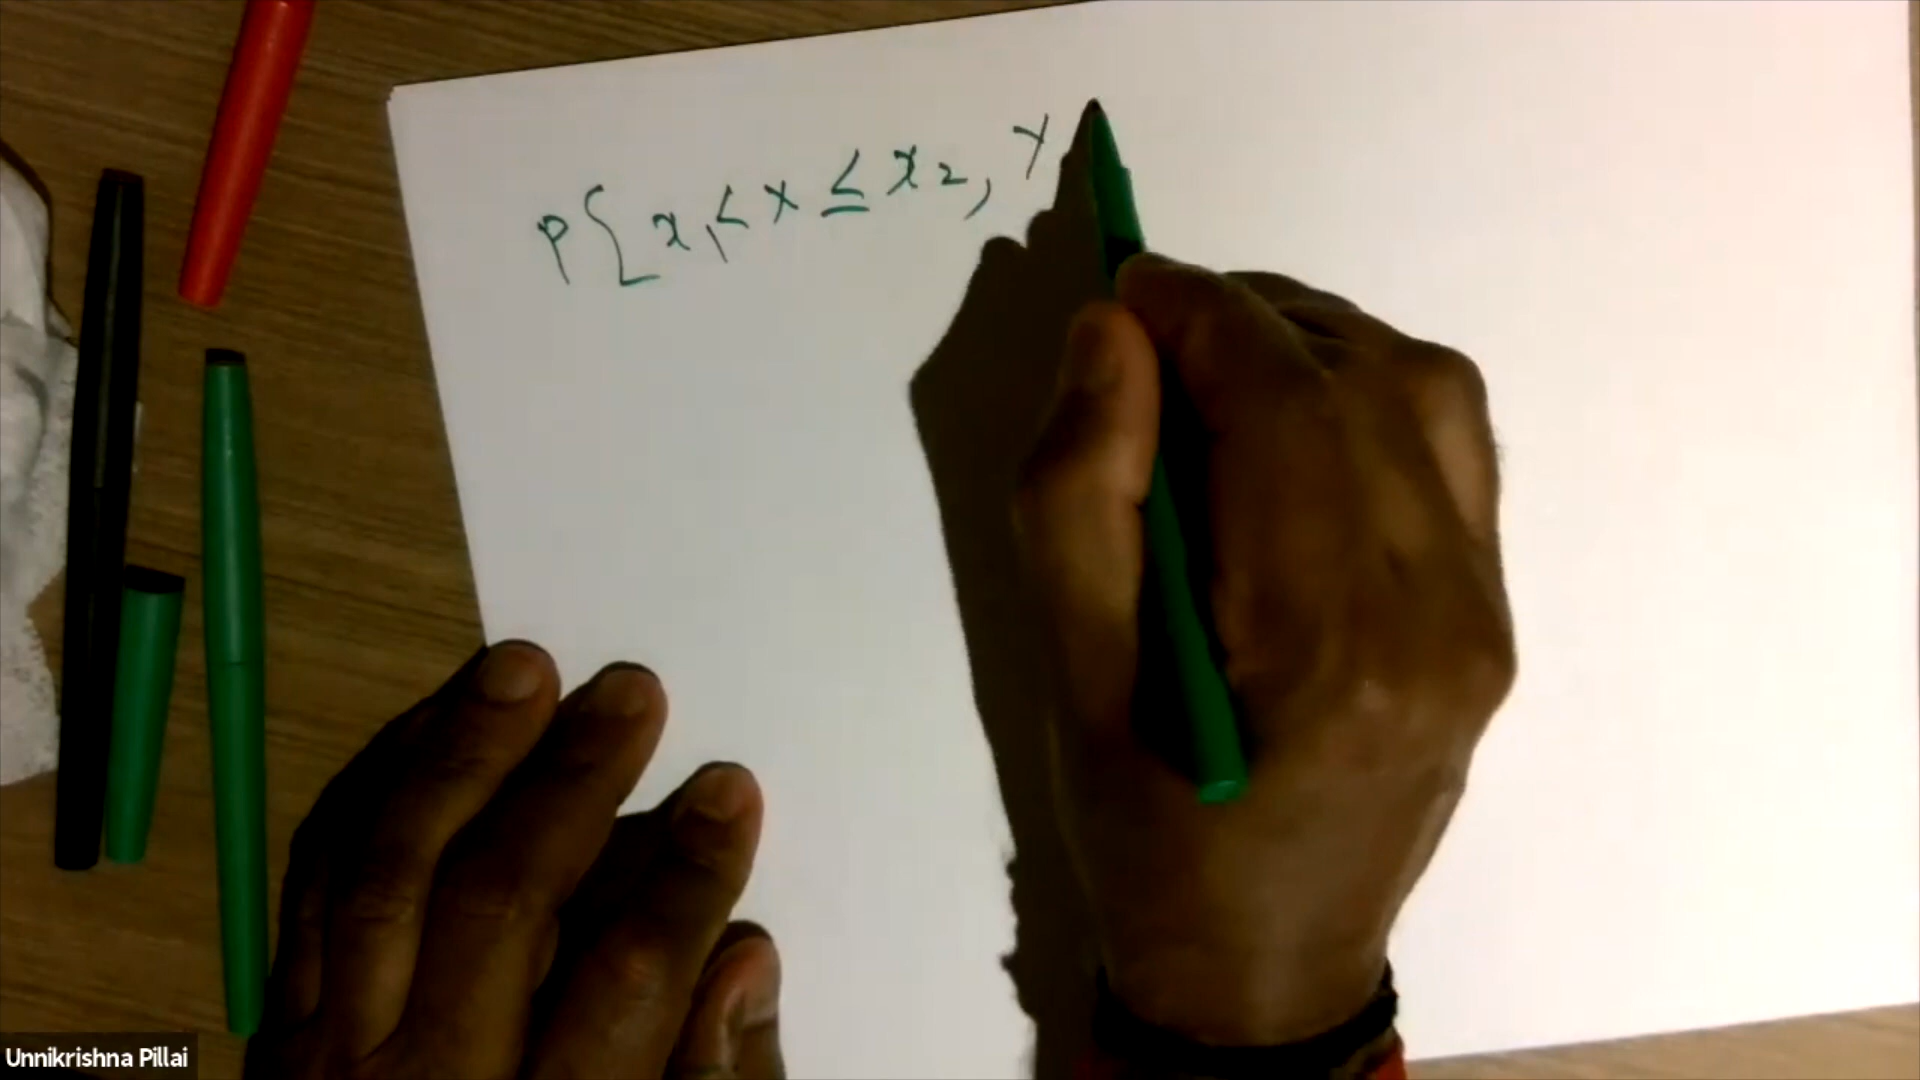 P{ x₁ < X ≤ x₂, Y
Unnikrishna Pillai